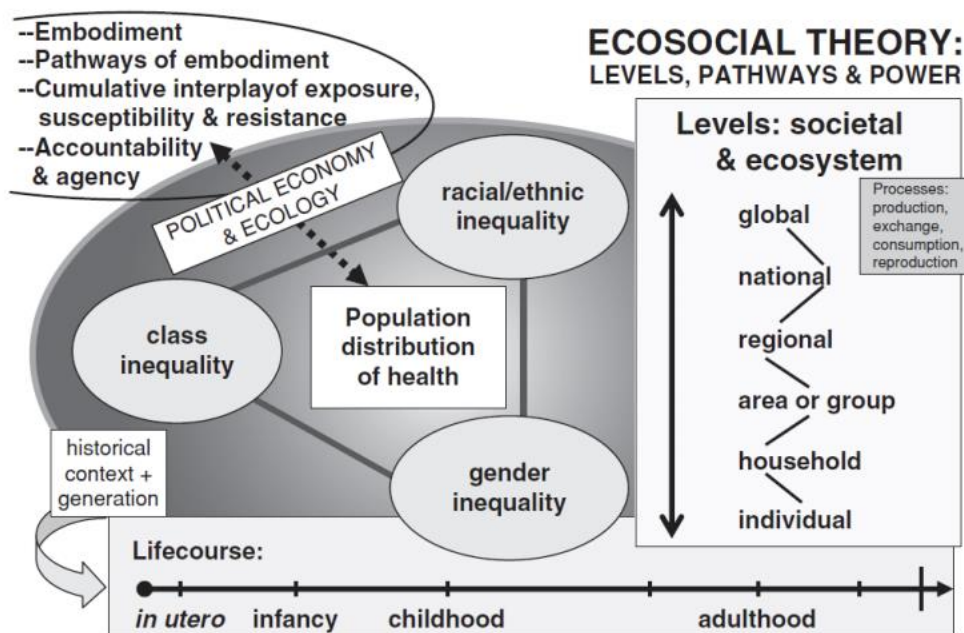 --Embodiment
--Pathways of embodiment
--Cumulative interplayof exposure,
susceptibility & resistance
--Accountability
& agency
ECOSOCIAL THEORY:
LEVELS, PATHWAYS & POWER
POLITICAL ECONOMY
& ECOLOGY
racial/ethnic
inequality
class
inequality
Population
distribution
of health
gender
inequality
Levels: societal
& ecosystem
Processes:
production,
exchange,
consumption,
reproduction
global
national
regional
area or group
household
individual
historical
context +
generation
Lifecourse:
in utero
infancy
childhood
adulthood